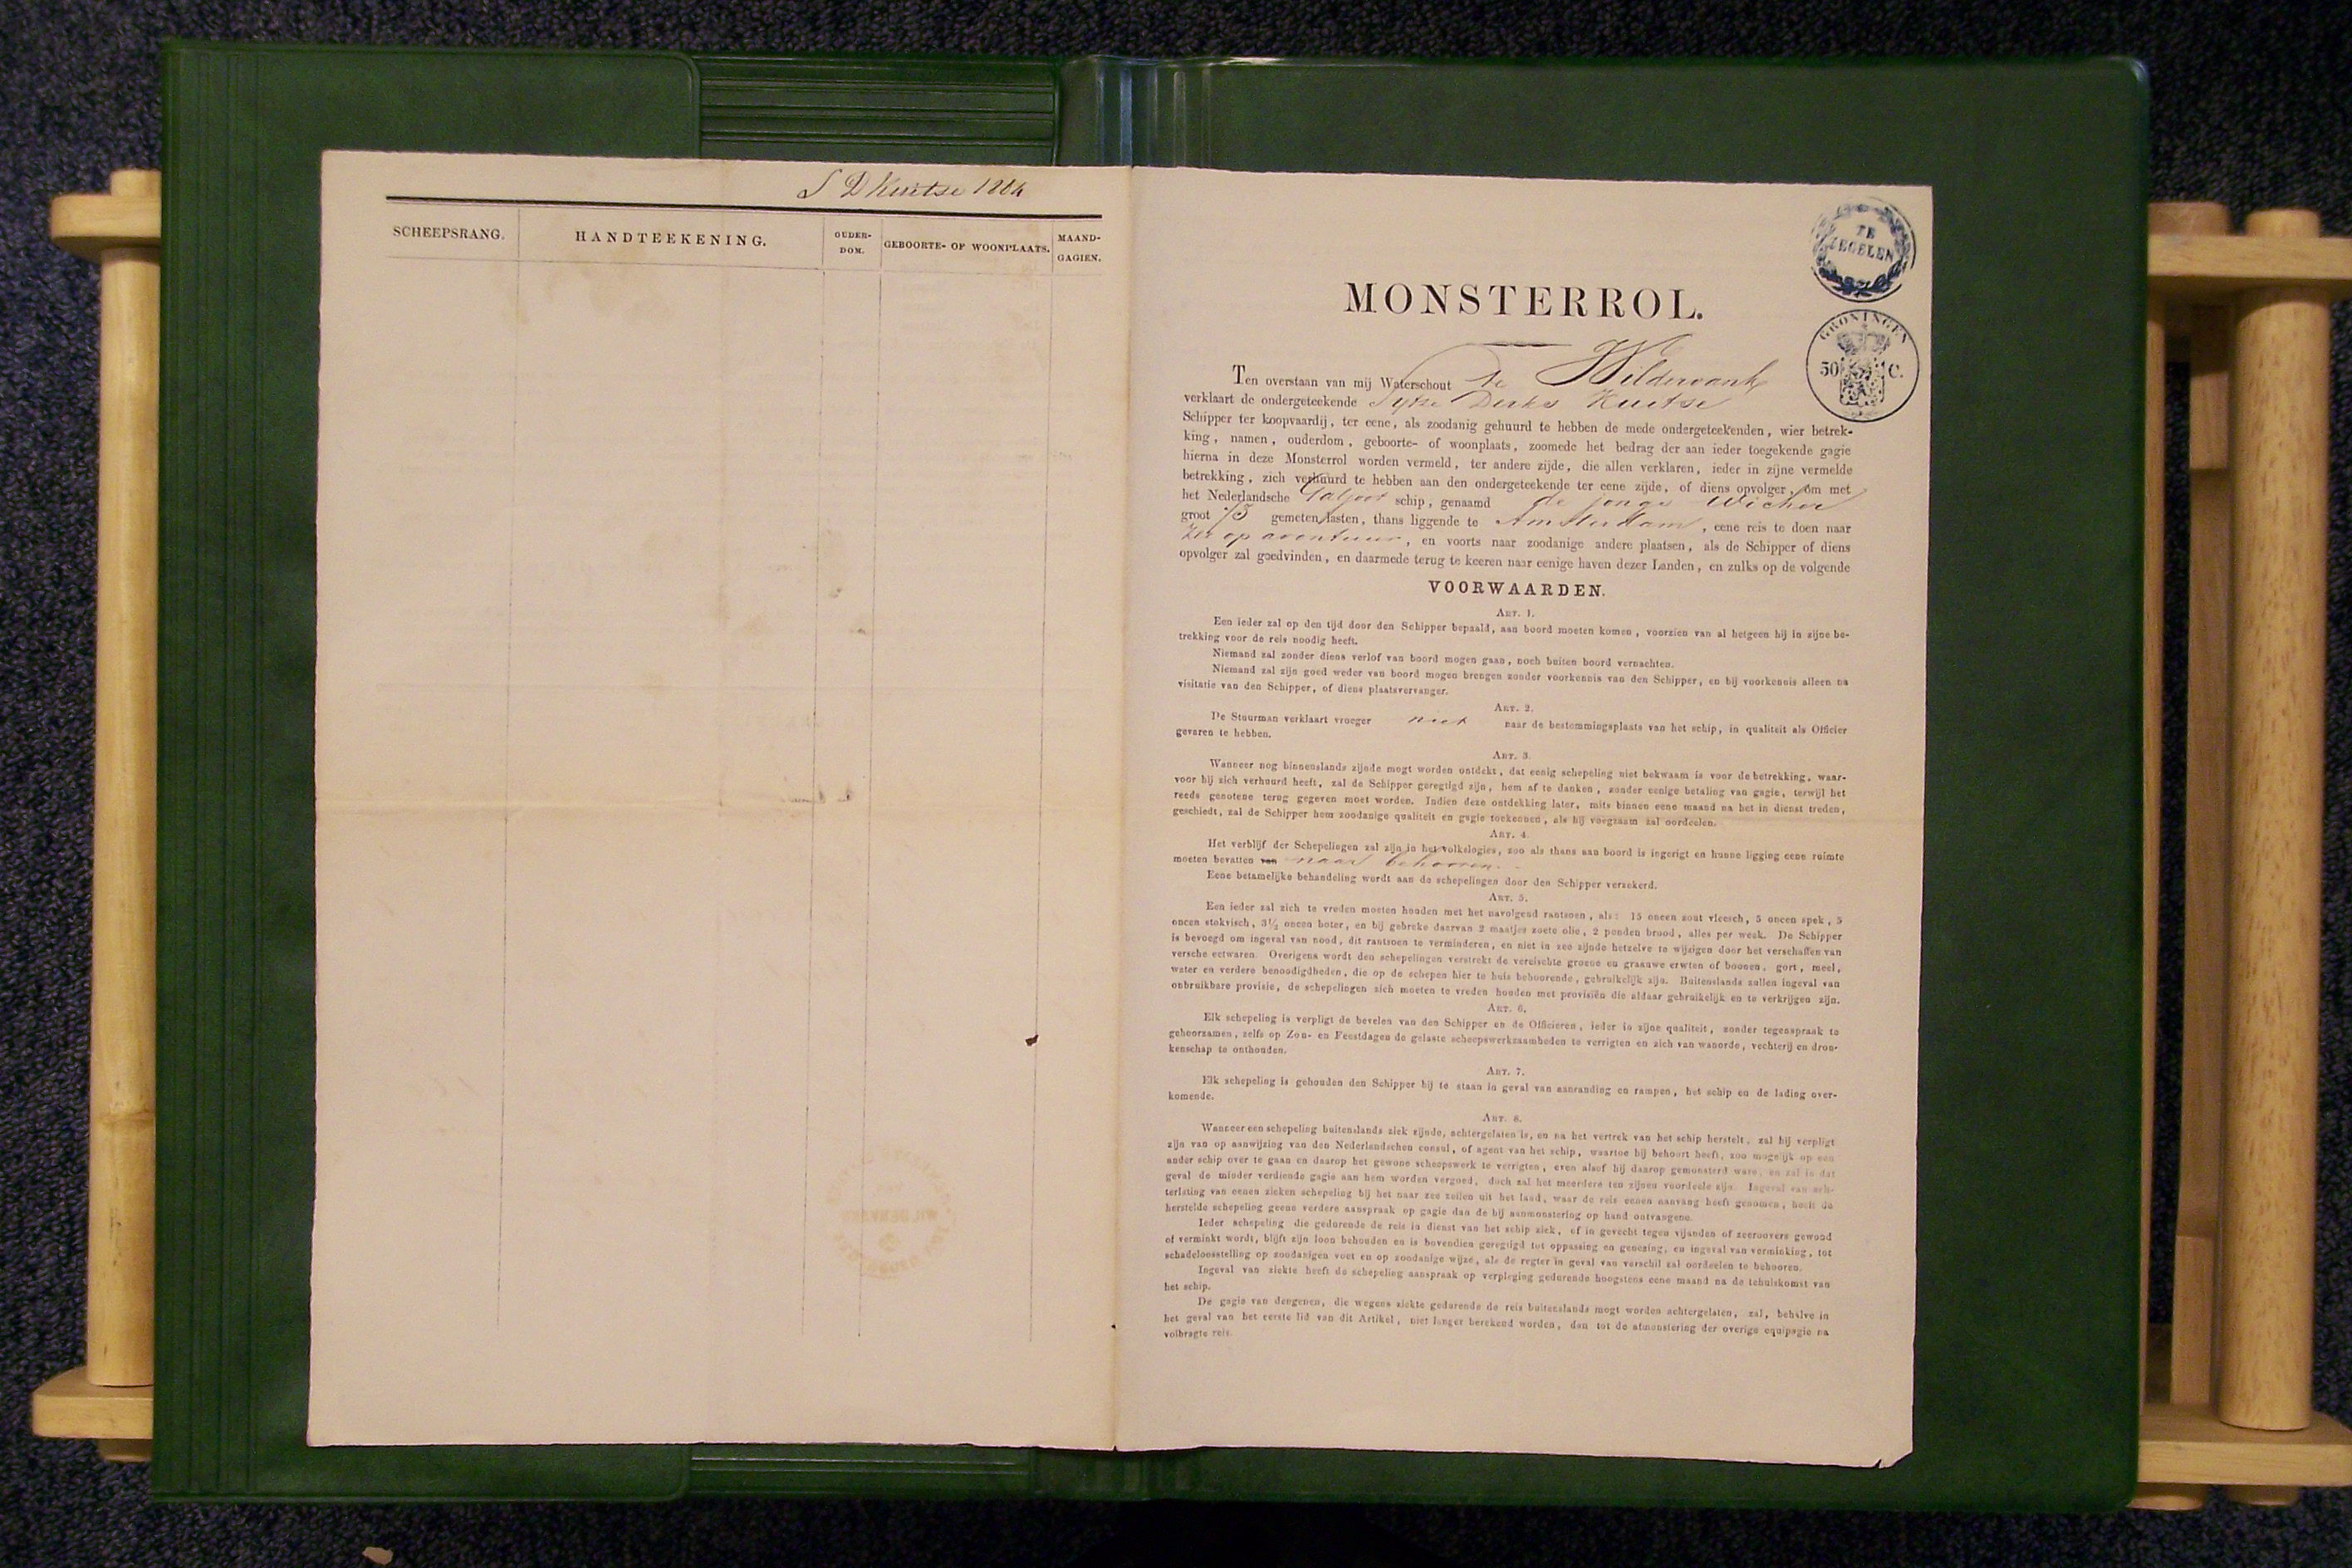 S D Kuitse 1884
SCHEEPSRANG.
HANDTEEKENING.
OUDER-
DOM.
GEBOORTE- OF WOONPLAATS.
MAAND-
GAGIEN.
TE
ZEGELEN
GRONINGEN
50 C.
MONSTERROL.
Ten overstaan van mij Waterschout te Wildervank
verklaart de ondergeteekende Sytse Derks Kuitse
Schipper ter koopvaardij, ter eene, als zoodanig gehuurd te hebben de mede ondergeteekenden, wier betrek-
king, namen, ouderdom, geboorte- of woonplaats, zoomede het bedrag der aan ieder toegekende gagie
hierna in deze Monsterrol worden vermeld, ter andere zijde, die allen verklaren, ieder in zijne vermelde
betrekking, zich verhuurd te hebben aan den ondergeteekende ter eene zijde, of diens opvolger, om met
het Nederlandsche Galjoot schip, genaamd de jonge Wicher
groot gemeten lasten, thans liggende te Amsterdam, eene reis te doen naar
Zee op avontuur, en voorts naar zoodanige andere plaatsen, als de Schipper of diens
opvolger zal goedvinden, en daarmede terug te keeren naar eenige haven dezer Landen, en zulks op de volgende
VOORWAARDEN.
ART. 1.
Een ieder zal op den tijd door den Schipper bepaald, aan boord moeten komen, voorzien van al hetgeen hij in zijne be-
trekking voor de reis noodig heeft.
Niemand zal zonder diens verlof van boord mogen gaan, noch buiten boord vernachten.
Niemand zal zijn goed weder van boord mogen brengen zonder voorkennis van den Schipper, en bij voorkennis alleen na
visitatie van den Schipper, of diens plaatsvervanger.
ART. 2.
De Stuurman verklaart vroeger niet naar de bestemmingsplaats van het schip, in qualiteit als Officier
gevaren te hebben.
ART. 3.
Wanneer nog binnenslands zijnde mogt worden ontdekt, dat eenig schepeling niet bekwaam is voor de betrekking, waar-
voor hij zich verhuurd heeft, zal de Schipper geregtigd zijn, hem af te danken, zonder eenige betaling van gagie, terwijl het
reeds genotene terug gegeven moet worden. Indien deze ontdekking later, mits binnen eene maand na het in dienst treden,
geschiedt, zal de Schipper hem zoodanige qualiteit en gagie toekennen, als hij voegzaam zal oordeelen.
ART. 4.
Het verblijf der Schepelingen zal zijn in het volkslogies, zoo als thans aan boord is ingerigt en hunne ligging eene ruimte
moeten bevatten van naar behooren.
Eene betamelijke behandeling wordt aan de schepelingen door den Schipper verzekerd.
ART. 5.
Een ieder zal zich te vreden moeten houden met het navolgend rantsoen, als: 15 oncen zout vleesch, 5 oncen spek, 5
oncen stokvisch, 3½ oncen boter, en bij gebreke daarvan 2 maatjes zoete olie, 2 ponden brood, alles per week. De Schipper
is bevoegd om ingeval van nood, dit rantsoen te verminderen, en niet in zee zijnde hetzelve te wijzigen door het verschaffen van
versche eetwaren. Overigens wordt den schepelingen verstrekt de vereischte groene en graauwe erwten of boonen, gort, meel,
water en verdere benoodigdheden, die op de schepen hier te huis behoorende, gebruikelijk zijn. Buitenslands zullen ingeval van
onbruikbare provisie, de schepelingen zich moeten te vreden houden met provisiën die aldaar gebruikelijk en te verkrijgen zijn.
ART. 6.
Elk schepeling is verpligt de bevelen van den Schipper en de Officieren, ieder in zijne qualiteit, zonder tegenspraak te
gehoorzamen, zelfs op Zon- en Feestdagen de gelaste scheepswerkzaamheden te verrigten en zich van wanorde, vechterij en dron-
kenschap te onthouden.
ART. 7.
Elk schepeling is gehouden den Schipper bij te staan in geval van aanranding en rampen, het schip en de lading over-
komende.
ART. 8.
Wanneer een schepeling buitenslands ziek zijnde, achtergelaten is, en na het vertrek van het schip herstelt, zal hij verpligt
zijn van op aanwijzing van den Nederlandschen consul, of agent van het schip, waartoe hij behoort heeft, zoo mogelijk op een
ander schip over te gaan en daarop het gewone scheepswerk te verrigten, even alsof hij daarop gemonsterd ware, en zal in dat
geval de minder verdiende gagie aan hem worden vergoed, doch zal het meerdere ten zijnen voordeele zijn. Ingeval van ach-
terlating van eenen zieken schepeling bij het naar zee zeilen uit het land, waar de reis eenen aanvang heeft genomen, heeft de
herstelde schepeling geene verdere aanspraak op gagie dan de bij aanmonstering op hand ontvangene.
Ieder schepeling die gedurende de reis in dienst van het schip ziek, of in gevecht tegen vijanden of zeeroovers gewond
of verminkt wordt, blijft zijn loon behouden en is bovendien geregtigd tot oppassing en genezing, en ingeval van verminking, tot
schadeloosstelling op zoodanigen voet en op zoodanige wijze, als de regter in geval van verschil zal oordeelen te behooren.
Ingeval van ziekte heeft de schepeling aanspraak op verpleging gedurende hoogstens eene maand na de tehuiskomst van
het schip.
De gagie van dengenen, die wegens ziekte gedurende de reis buitenslands mogt worden achtergelaten, zal, behalve in
het geval van het eerste lid van dit Artikel, niet langer berekend worden, dan tot de afmonstering der overige equipagie na
volbragte reis.